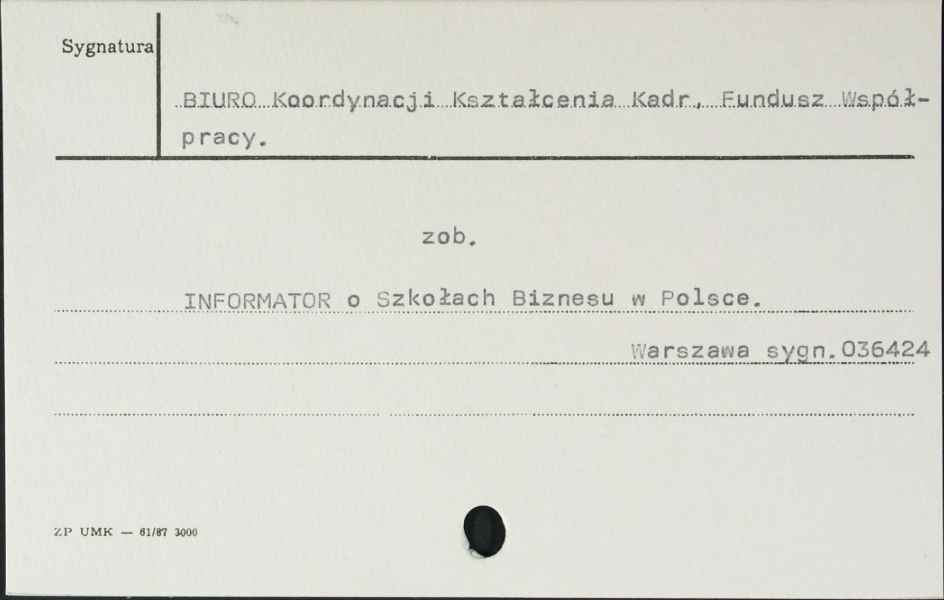 Sygnatura
BIURO Koordynacji Kształcenia Kadr, Fundusz Współ-
pracy.
zob.
INFORMATOR o Szkołach Biznesu w Polsce.
Warszawa sygn.036424
ZP UMK — 61/87 3000